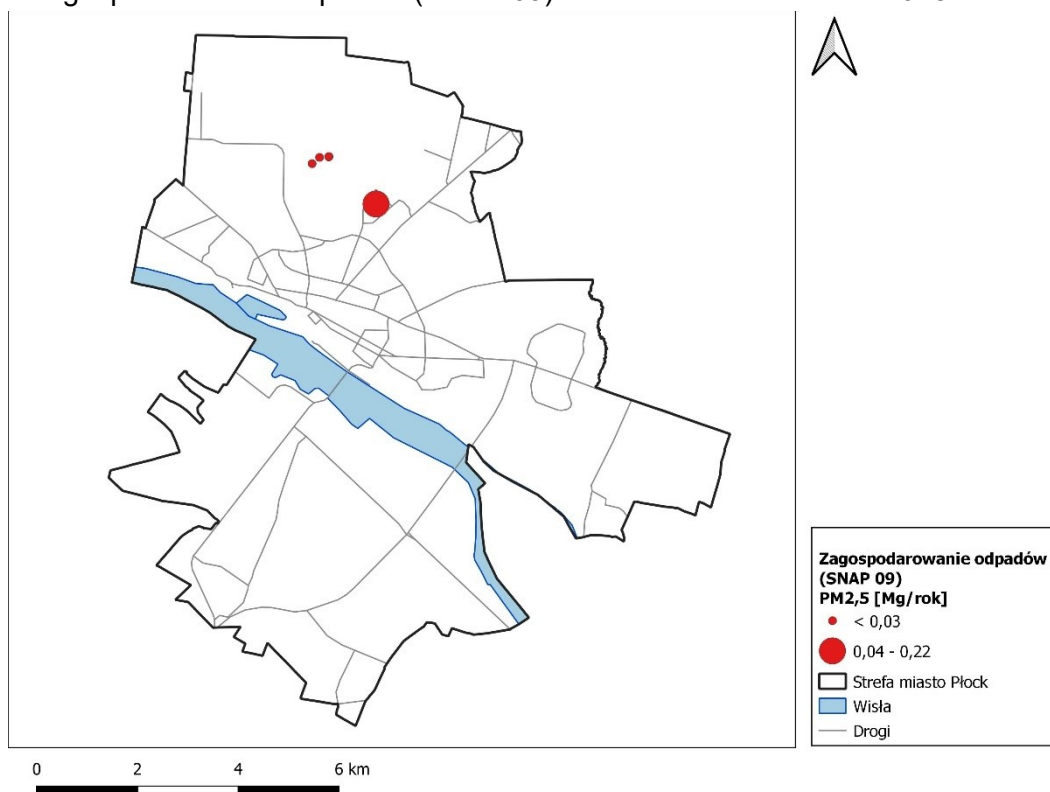 Zagospodarowanie odpadów
(SNAP 09)
PM2,5 [Mg/rok]
< 0,03
0,04 - 0,22
Strefa miasto Płock
Wisła
Drogi
0 2 4 6 km